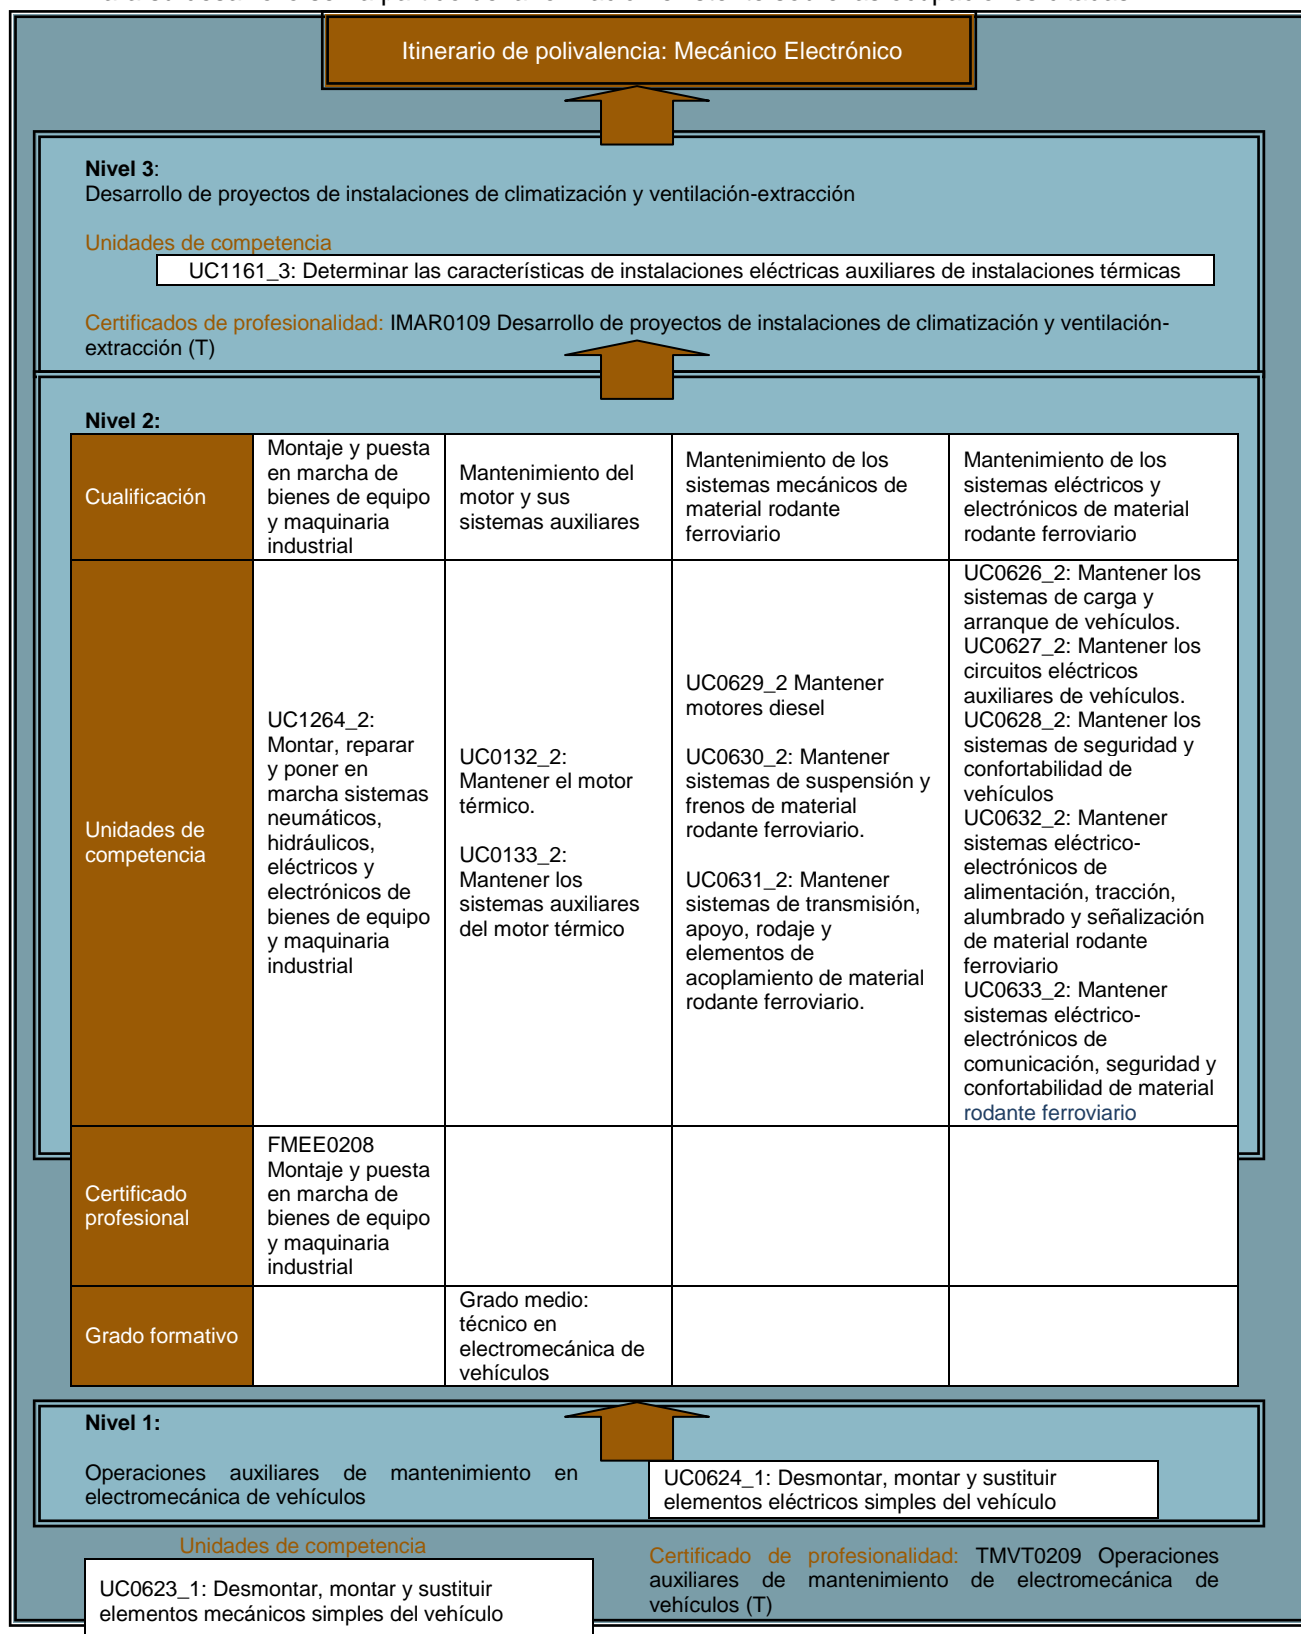 Itinerario de polivalencia: Mecánico Electrónico
Nivel 3:
Desarrollo de proyectos de instalaciones de climatización y ventilación-extracción
Unidades de competencia
UC1161_3: Determinar las características de instalaciones eléctricas auxiliares de instalaciones térmicas
Certificados de profesionalidad: IMAR0109 Desarrollo de proyectos de instalaciones de climatización y ventilación-
extracción (T)
Nivel 2:
Cualificación
Montaje y puesta
en marcha de
bienes de equipo
y maquinaria
industrial
Mantenimiento del
motor y sus
sistemas auxiliares
Mantenimiento de los
sistemas mecánicos de
material rodante
ferroviario
Mantenimiento de los
sistemas eléctricos y
electrónicos de material
rodante ferroviario
Unidades de
competencia
UC1264_2:
Montar, reparar
y poner en
marcha sistemas
neumáticos,
hidráulicos,
eléctricos y
electrónicos de
bienes de equipo
y maquinaria
industrial
UC0132_2:
Mantener el motor
térmico.
UC0133_2:
Mantener los
sistemas auxiliares
del motor térmico
UC0629_2 Mantener
motores diesel
UC0630_2: Mantener
sistemas de suspensión y
frenos de material
rodante ferroviario.
UC0631_2: Mantener
sistemas de transmisión,
apoyo, rodaje y
elementos de
acoplamiento de material
rodante ferroviario.
UC0626_2: Mantener los
sistemas de carga y
arranque de vehículos.
UC0627_2: Mantener los
circuitos eléctricos
auxiliares de vehículos.
UC0628_2: Mantener los
sistemas de seguridad y
confortabilidad de
vehículos
UC0632_2: Mantener
sistemas eléctrico-
electrónicos de
alimentación, tracción,
alumbrado y señalización
de material rodante
ferroviario
UC0633_2: Mantener
sistemas eléctrico-
electrónicos de
comunicación, seguridad y
confortabilidad de material
rodante ferroviario
Certificado
profesional
FMEE0208
Montaje y puesta
en marcha de
bienes de equipo
y maquinaria
industrial
Grado formativo
Grado medio:
técnico en
electromecánica de
vehículos
Nivel 1:
Operaciones auxiliares de mantenimiento en
electromecánica de vehículos
UC0624_1: Desmontar, montar y sustituir
elementos eléctricos simples del vehículo
Unidades de competencia
UC0623_1: Desmontar, montar y sustituir
elementos mecánicos simples del vehículo
Certificado de profesionalidad: TMVT0209 Operaciones
auxiliares de mantenimiento de electromecánica de
vehículos (T)